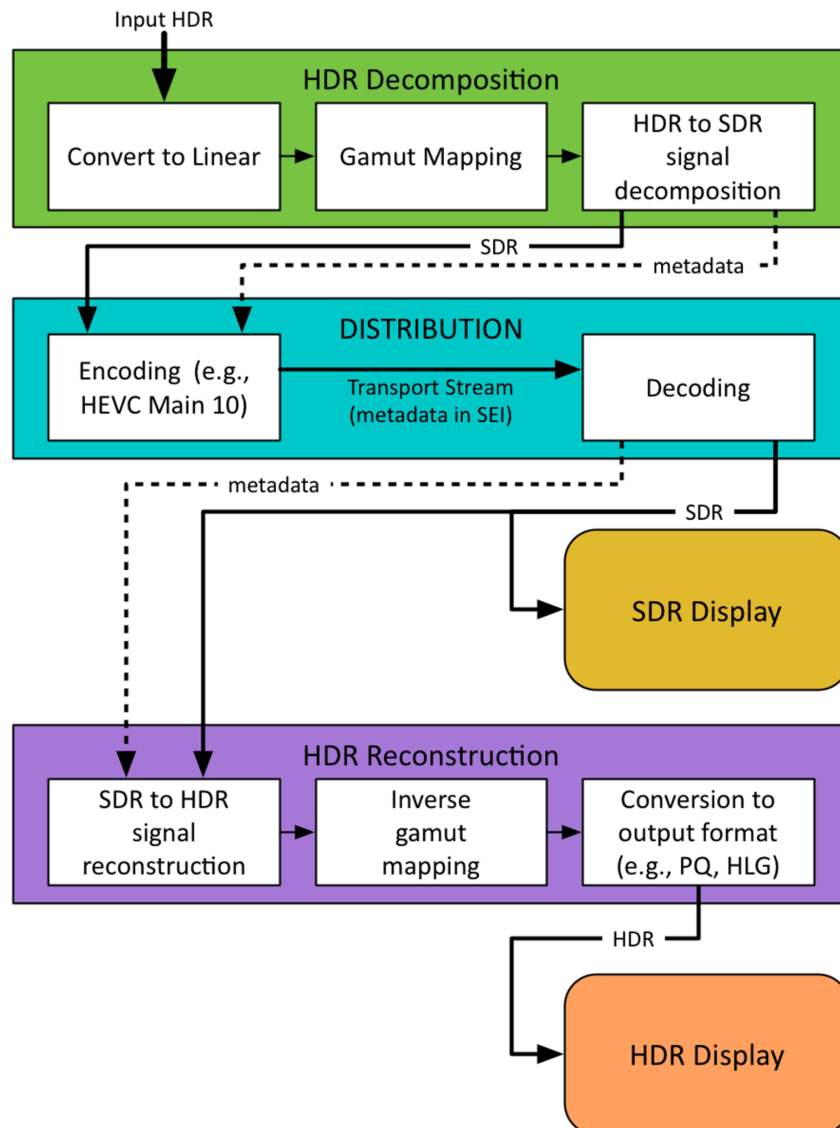 Input HDR
HDR Decomposition
Convert to Linear
Gamut Mapping
HDR to SDR
signal
decomposition
SDR
metadata
DISTRIBUTION
Encoding (e.g.,
HEVC Main 10)
Transport Stream
(metadata in SEI)
Decoding
metadata
SDR
SDR Display
HDR Reconstruction
SDR to HDR
signal
reconstruction
Inverse
gamut
mapping
Conversion to
output format
(e.g., PQ, HLG)
HDR
HDR Display